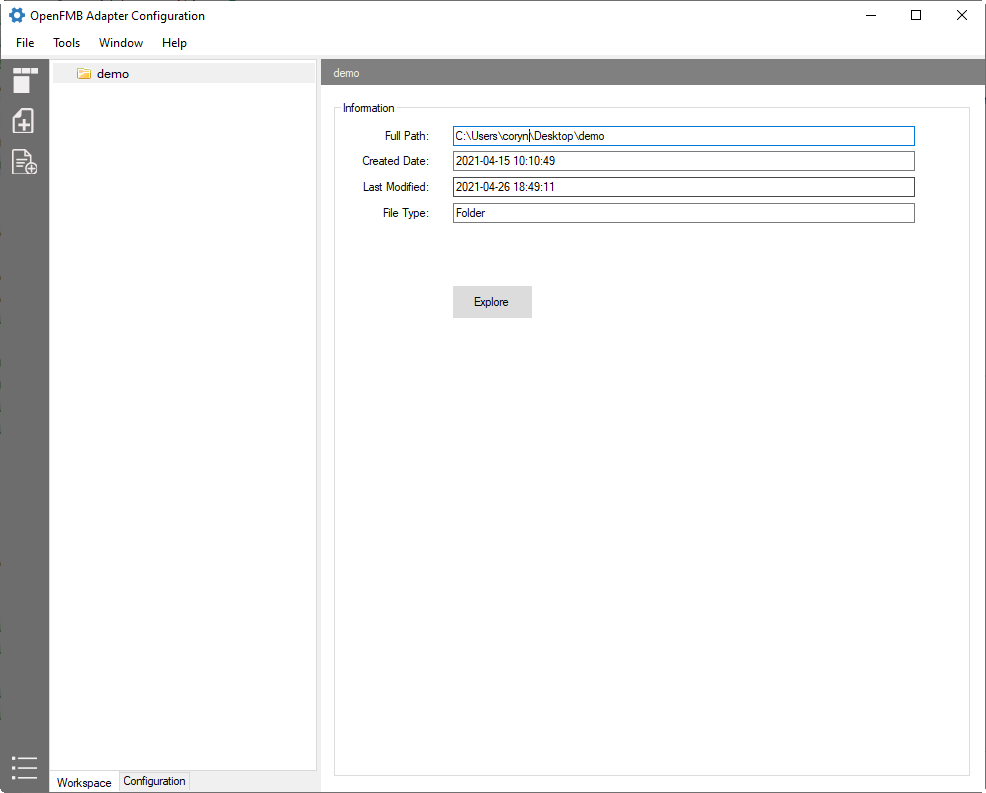 OpenFMB Adapter Configuration
File Tools Window Help
demo
demo
Information
Full Path: C:\Users\coryn\Desktop\demo
Created Date: 2021-04-15 10:10:49
Last Modified: 2021-04-26 18:49:11
File Type: Folder
Explore
Workspace Configuration